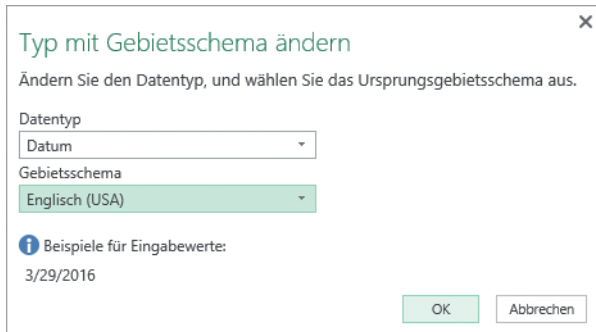 Typ mit Gebietsschema ändern
Ändern Sie den Datentyp, und wählen Sie das Ursprungsgebietsschema aus.
Datentyp
Datum
Gebietsschema
Englisch (USA)
Beispiele für Eingabewerte:
3/29/2016
OK Abbrechen